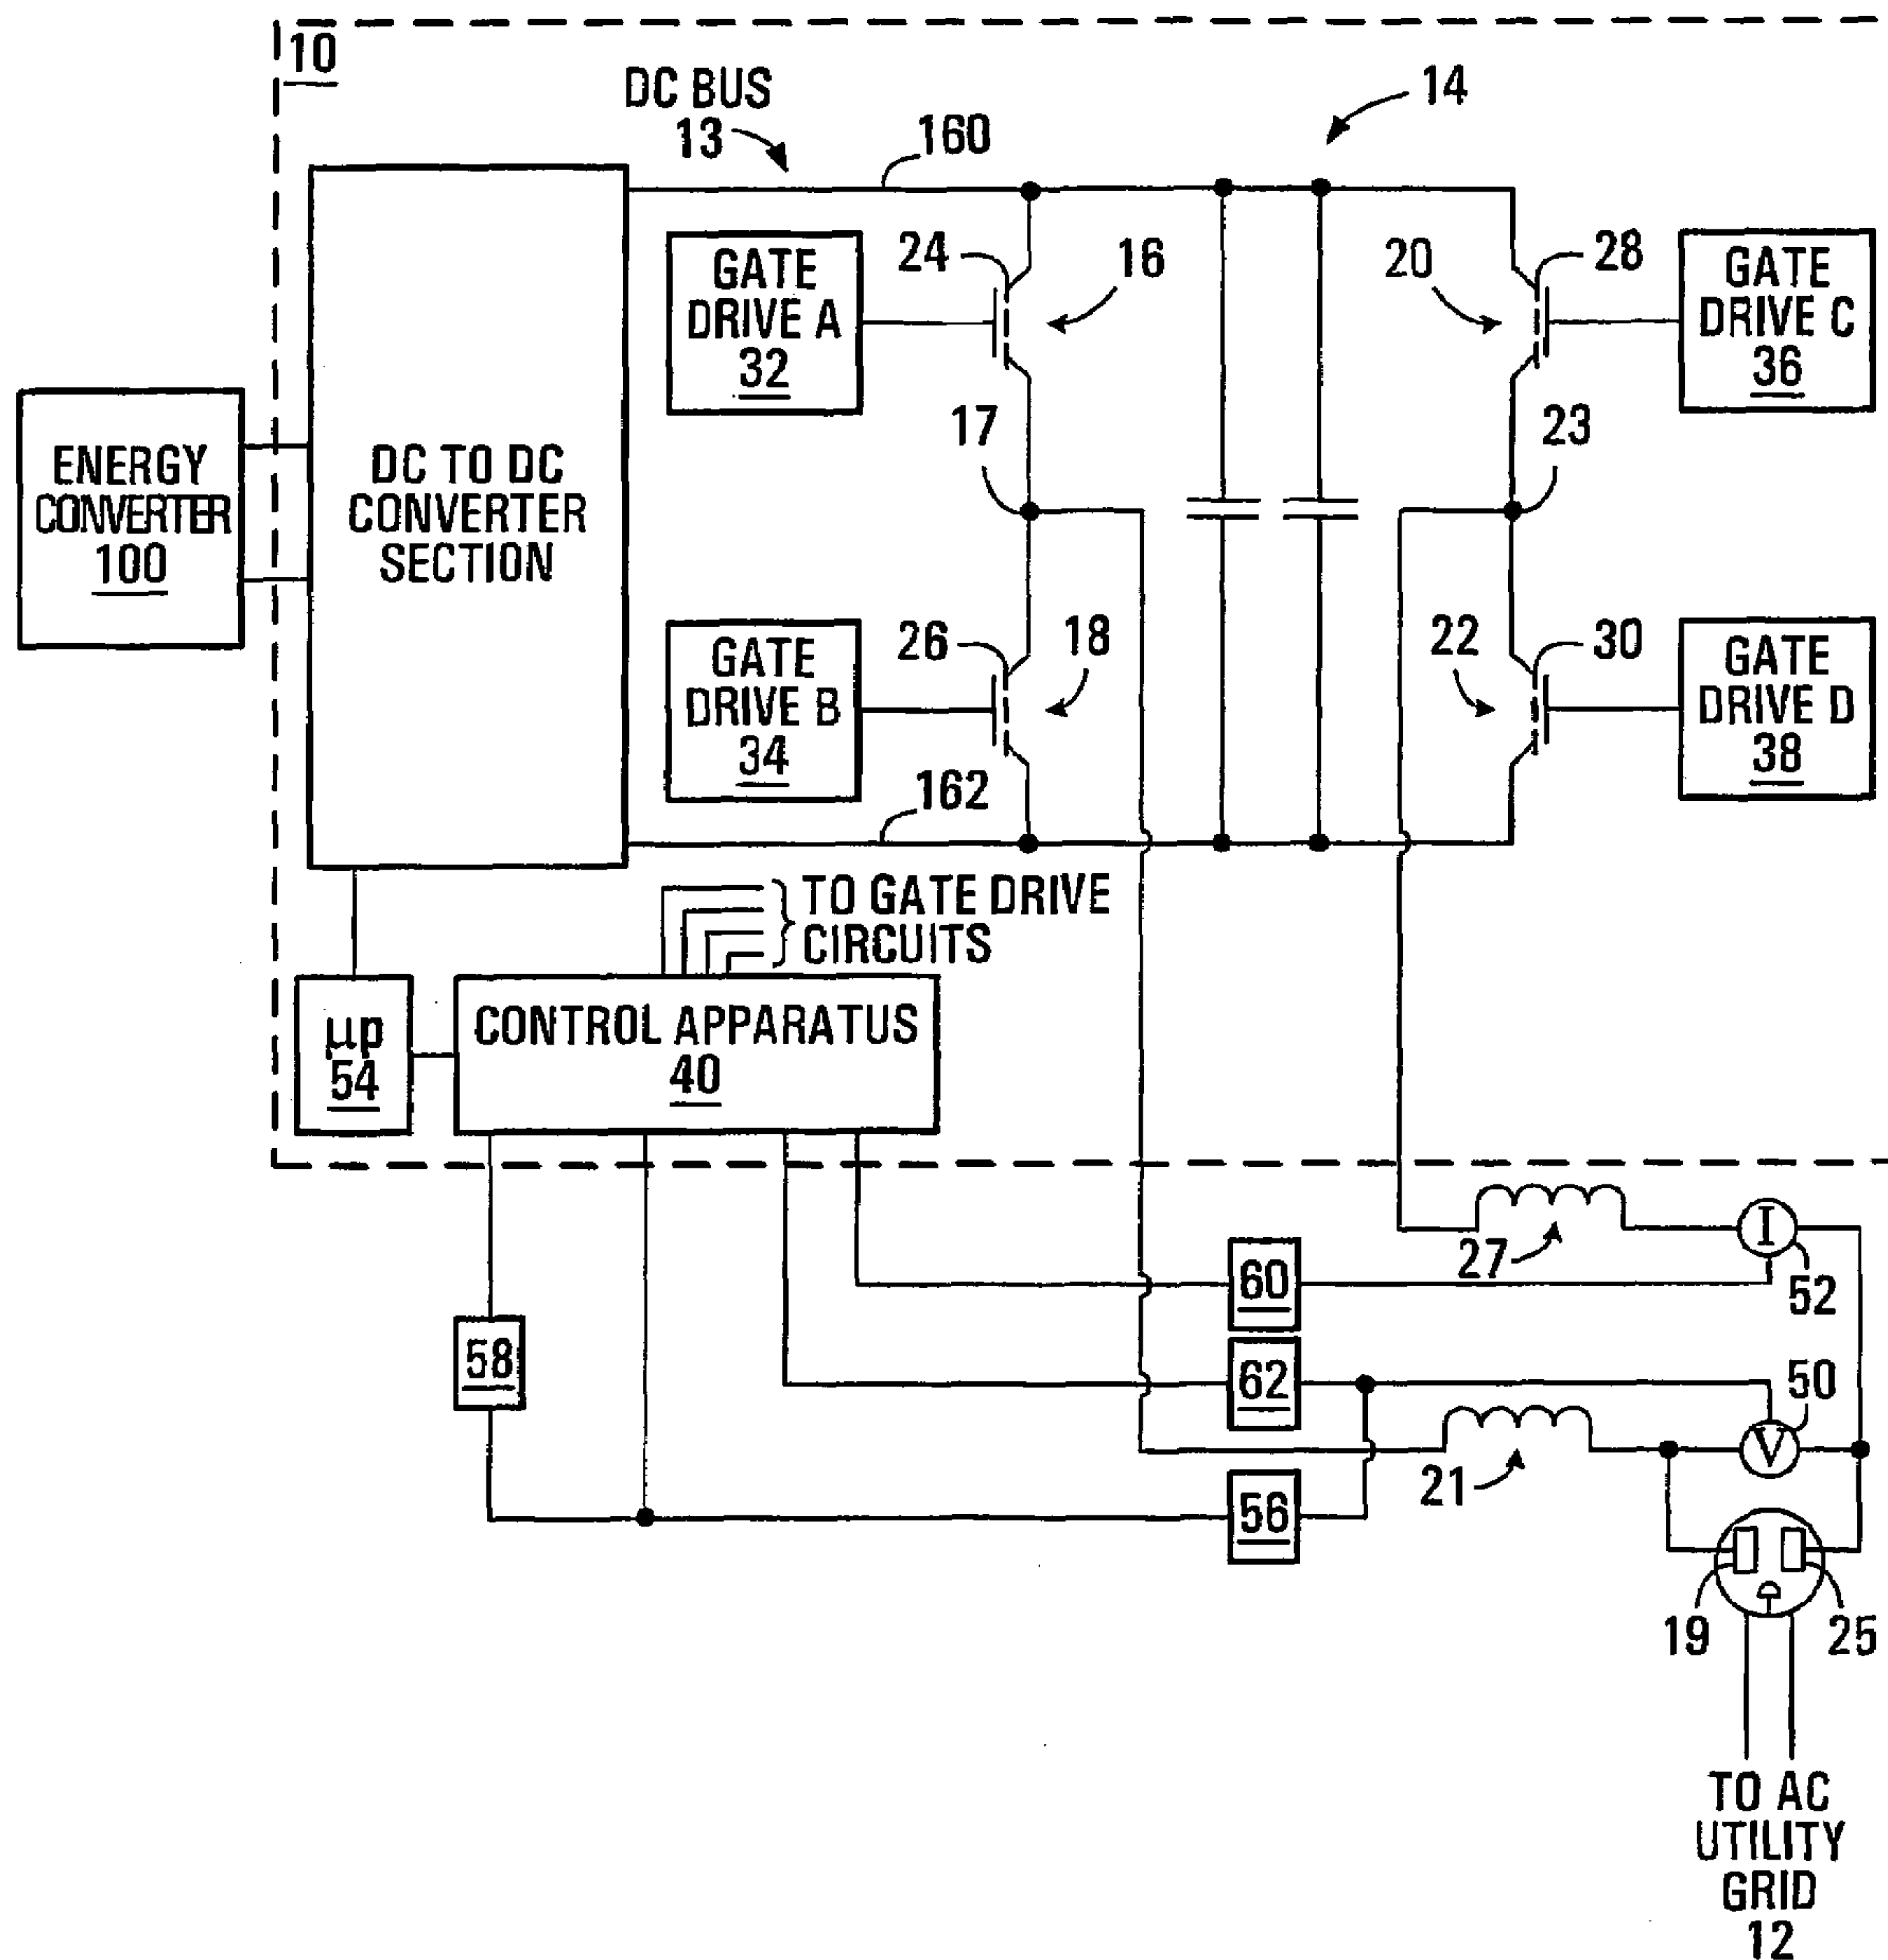 10
DC BUS
13
160
14
24
16
20
28
GATE
DRIVE A
32
GATE
DRIVE C
36
17
23
ENERGY
CONVERTER
100
DC TO DC
CONVERTER
SECTION
GATE
DRIVE B
34
26
18
22
30
GATE
DRIVE D
38
162
TO GATE DRIVE
CIRCUITS
µp
54
CONTROL APPARATUS
40
27
I
52
60
58
62
50
V
21
56
19
25
TO AC
UTILITY
GRID
12